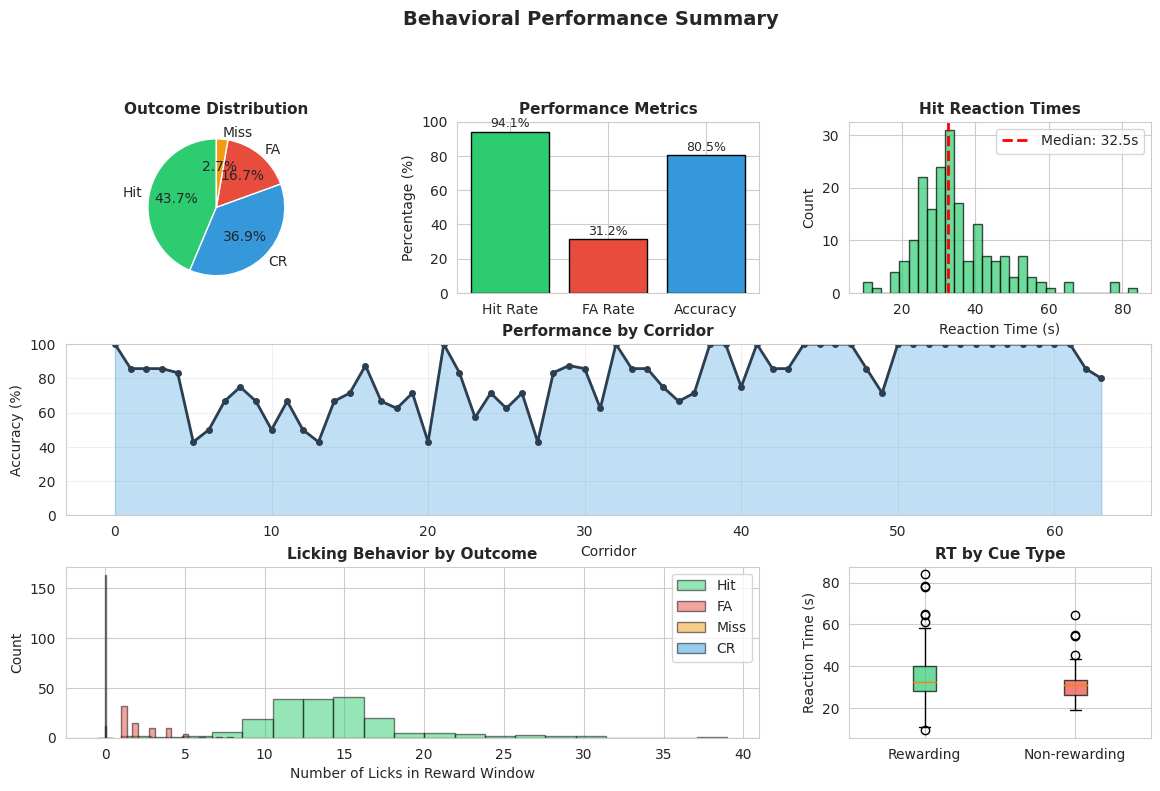 Behavioral Performance Summary
Outcome Distribution
Miss
FA
Hit
CR
2.7%
16.7%
43.7%
36.9%
Performance Metrics
Percentage (%)
100
80
60
40
20
0
94.1%
31.2%
80.5%
Hit Rate
FA Rate
Accuracy
Hit Reaction Times
Count
30
20
10
0
Median: 32.5s
20
40
60
80
Reaction Time (s)
Performance by Corridor
Accuracy (%)
100
80
60
40
20
0
0
10
20
30
40
50
60
Corridor
Licking Behavior by Outcome
Count
150
100
50
0
Hit
FA
Miss
CR
0
5
10
15
20
25
30
35
40
Number of Licks in Reward Window
RT by Cue Type
Reaction Time (s)
80
60
40
20
Rewarding
Non-rewarding